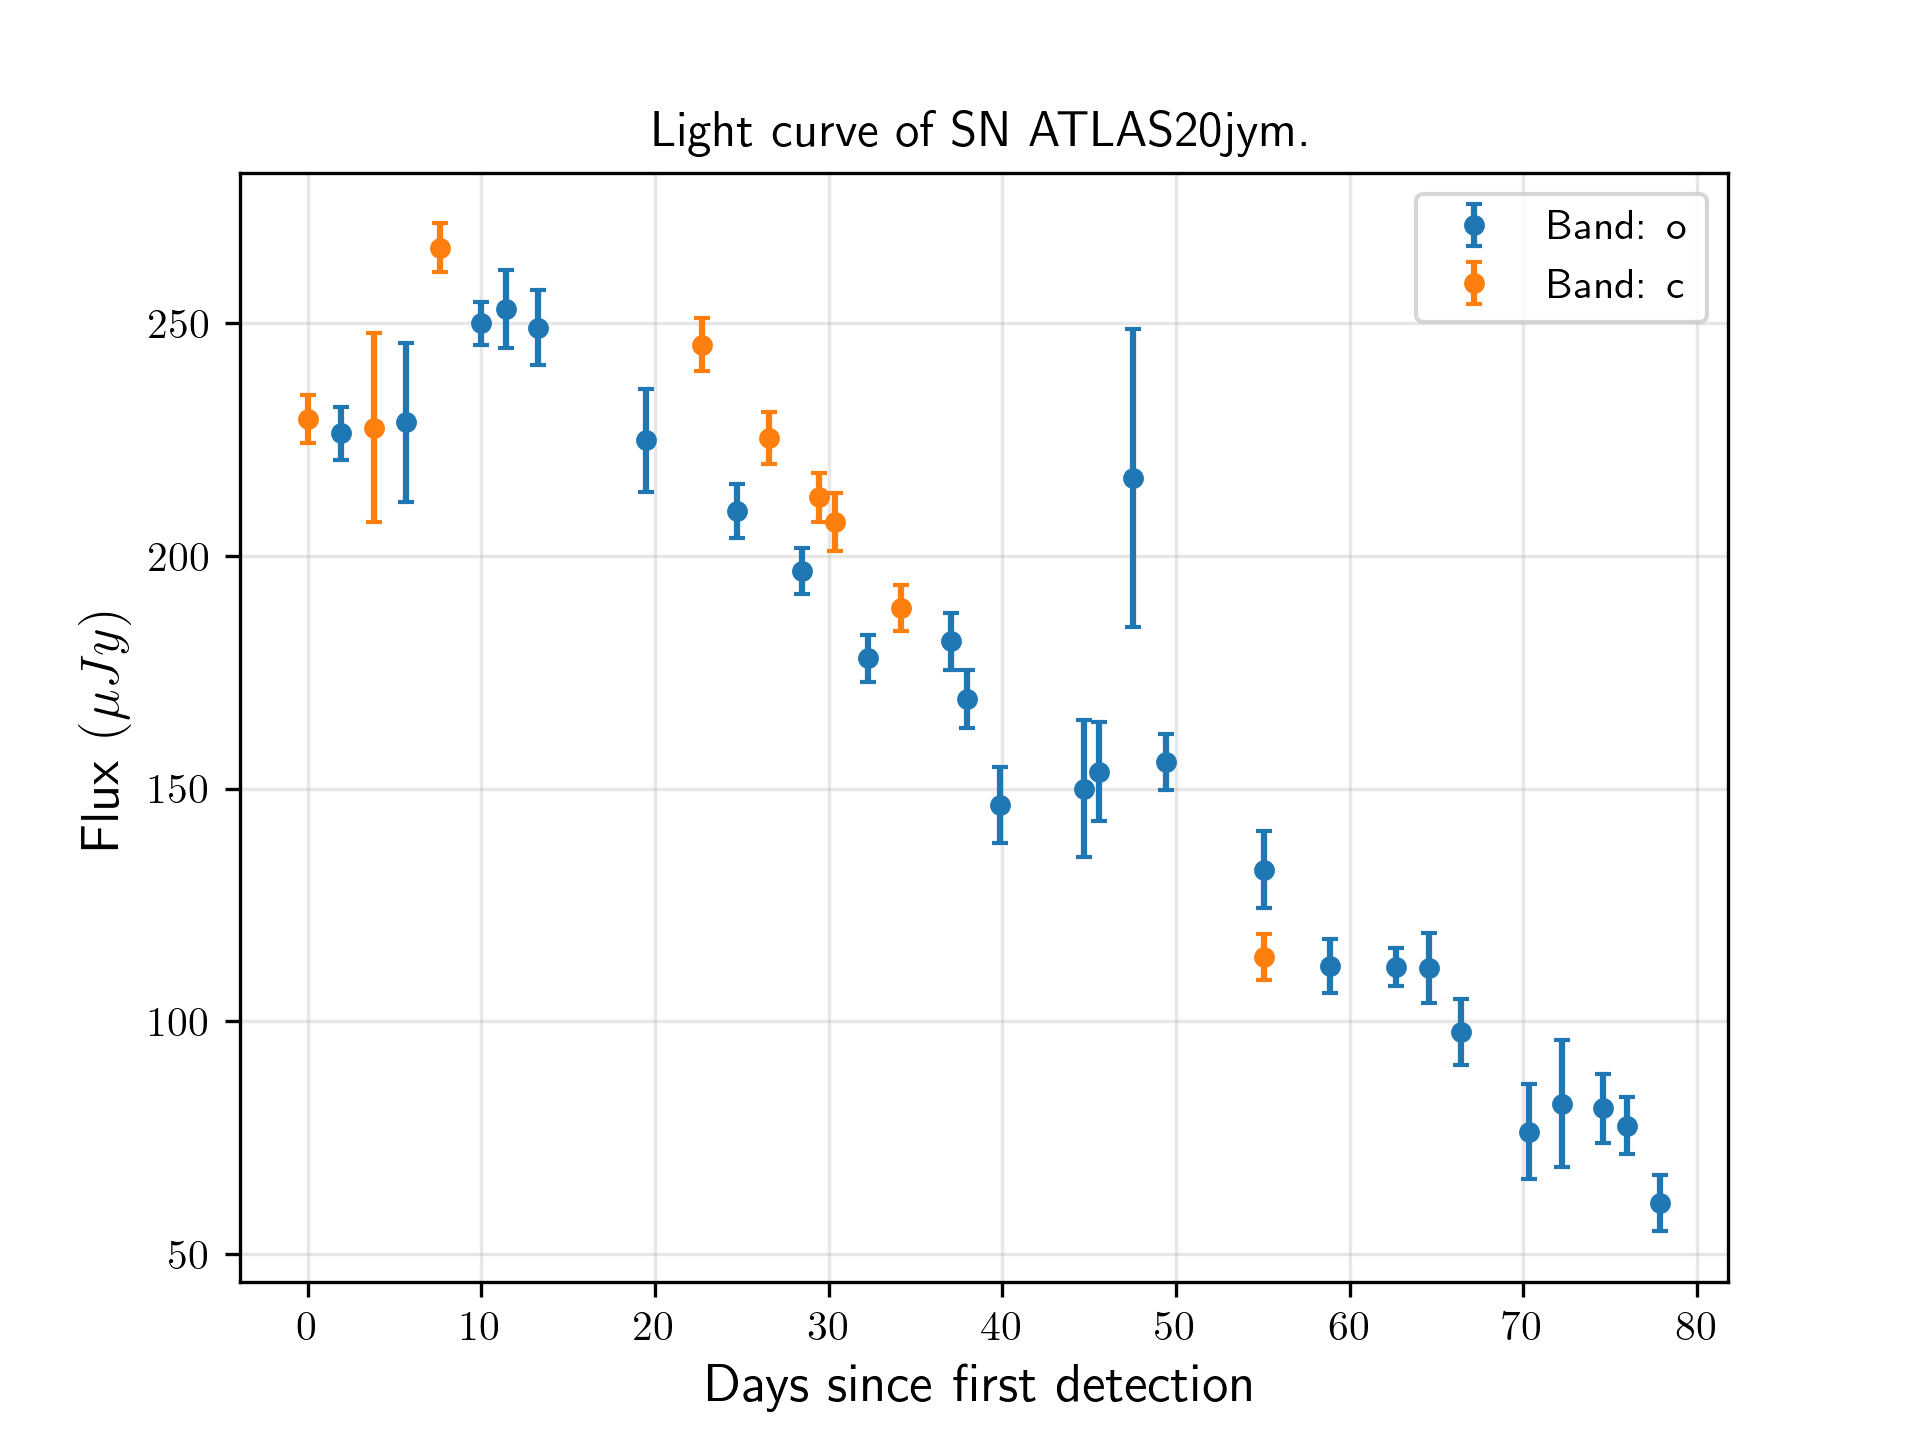 Light curve of SN ATLAS20jym.
Band: o
Band: c
250
200
150
100
50
Flux (μJy)
0 10 20 30 40 50 60 70 80
Days since first detection